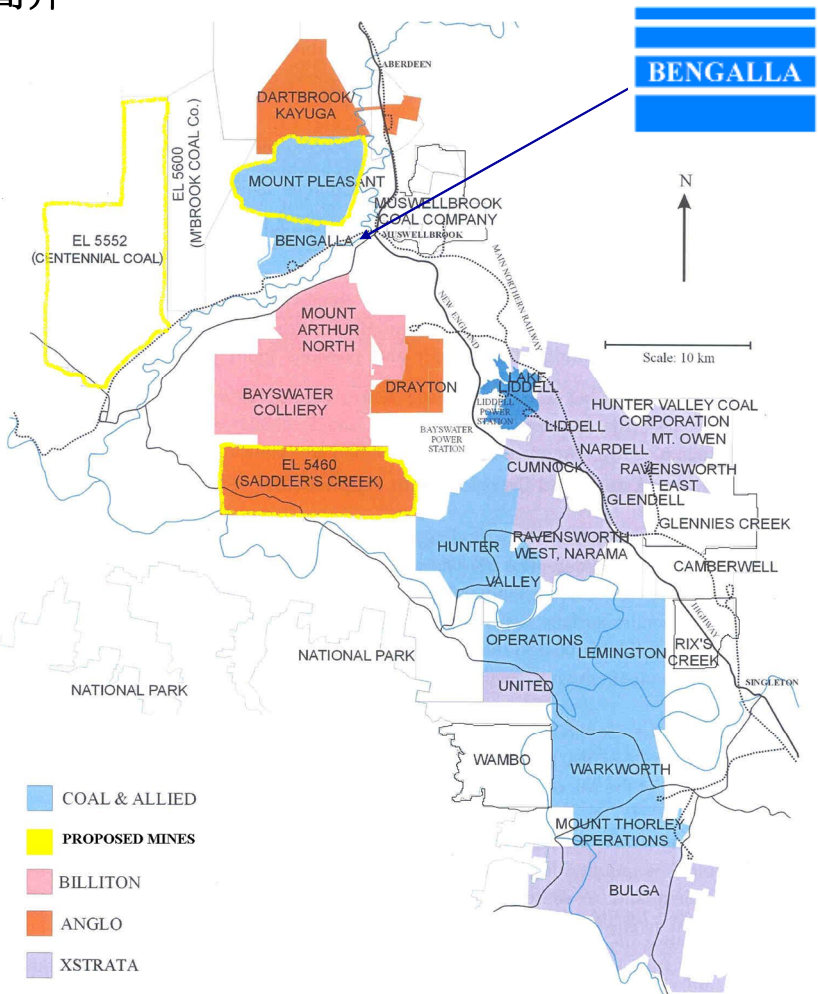 简介
BENGALLA
ABERDEEN
DARTBROOK/
KAYUGA
EL 5600
(M'BROOK COAL Co.)
MOUNT PLEASANT
N
MUSWELLBROOK
COAL COMPANY
EL 5552
(CENTENNIAL COAL)
BENGALLA
MUSWELLBROOK
MAIN NORTHERN RAILWAY
NEW ENGLAND
MOUNT
ARTHUR
NORTH
Scale: 10 km
LAKE
LIDDELL
DRAYTON
BAYSWATER
COLLIERY
LIDDELL
POWER
STATION
HUNTER VALLEY COAL
CORPORATION
BAYSWATER
POWER
STATION
LIDDELL
MT. OWEN
NARDELL
EL 5460
(SADDLER'S CREEK)
CUMNOCK
RAVENSWORTH
EAST
GLENDELL
GLENNIES CREEK
HUNTER
VALLEY
RAVENSWORTH
WEST, NARAMA
CAMBERWELL
HIGHWAY
OPERATIONS
LEMINGTON
RIX'S
CREEK
NATIONAL PARK
NATIONAL PARK
UNITED
SINGLETON
WAMBO
WARKWORTH
COAL & ALLIED
MOUNT THORLEY
OPERATIONS
PROPOSED MINES
BILLITON
BULGA
ANGLO
XSTRATA